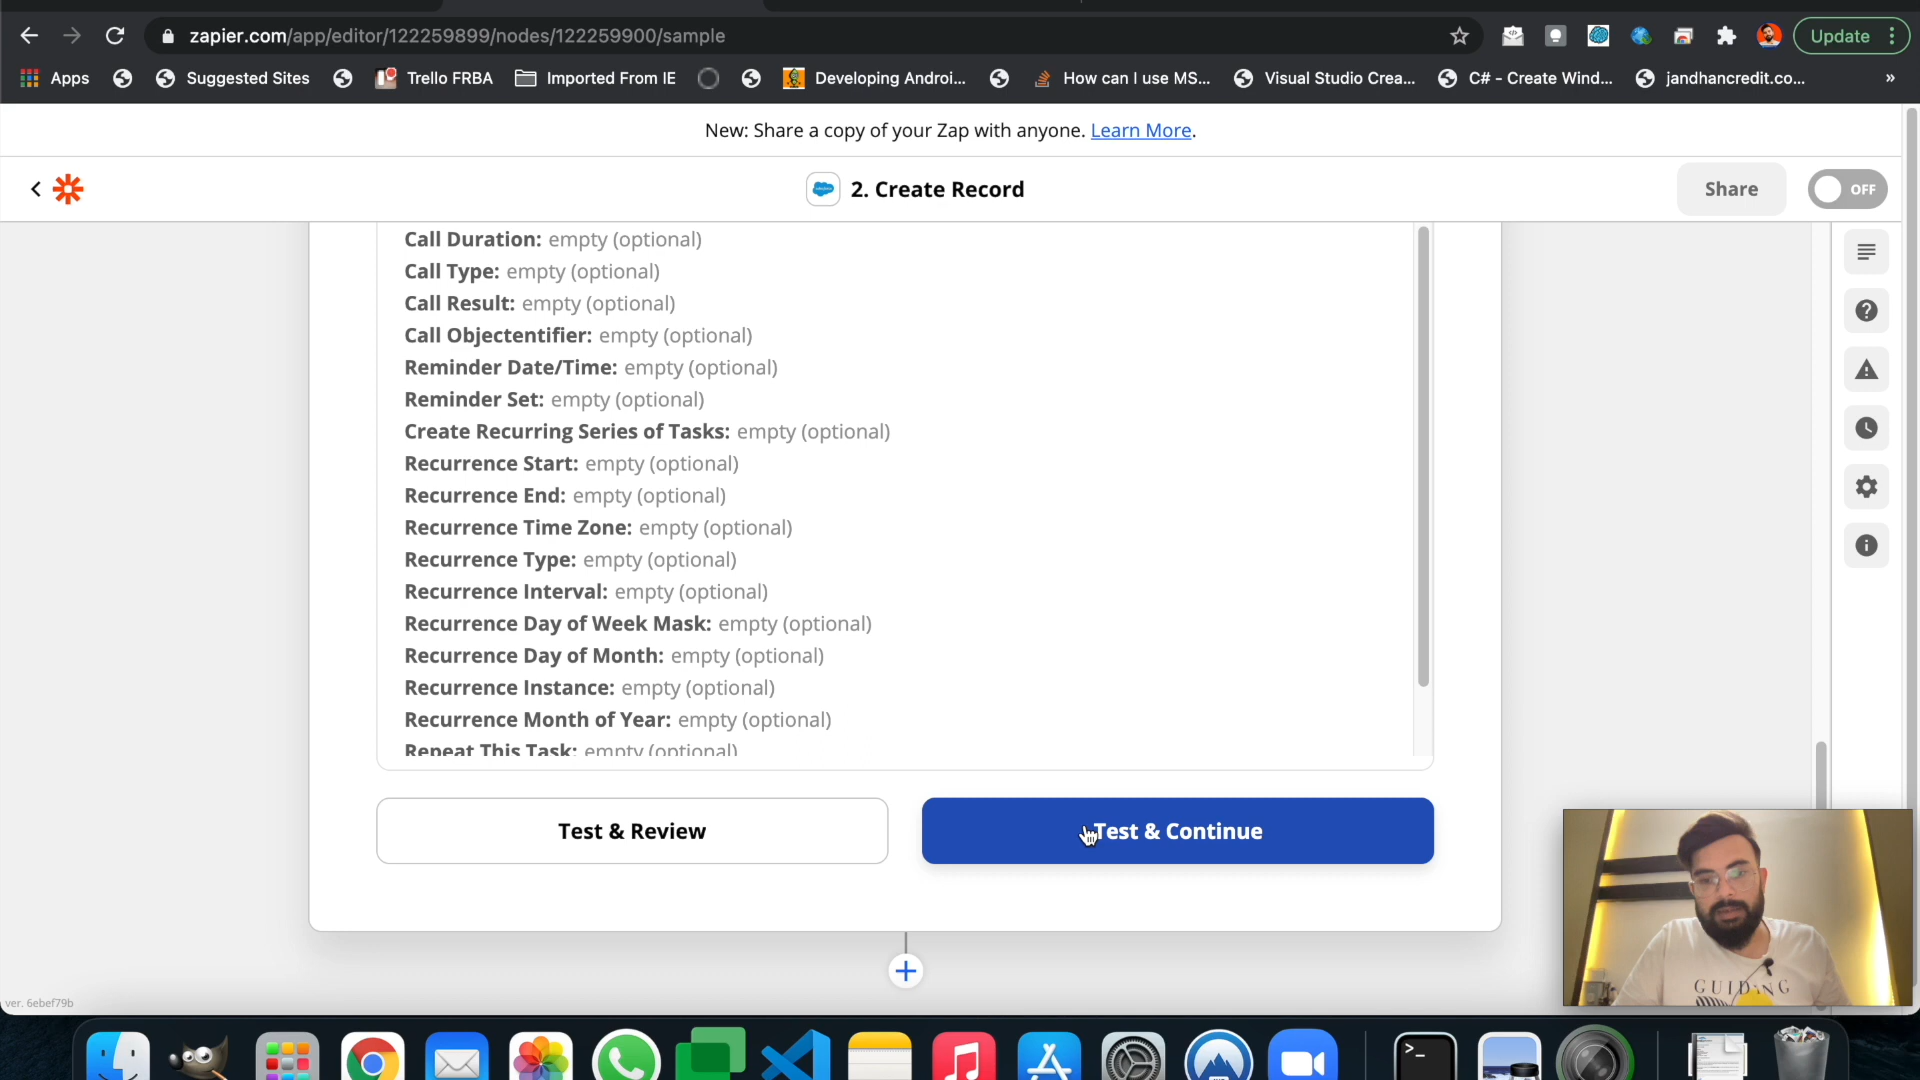 zapier.com/app/editor/122259899/nodes/122259900/sample
Update
Apps
Suggested Sites
Trello FRBA
Imported From IE
Developing Androi...
How can I use MS...
Visual Studio Crea...
C# - Create Wind...
jandhancredit.co...
»
New: Share a copy of your Zap with anyone. Learn More.
2. Create Record
Share
OFF
Call Duration: empty (optional)
Call Type: empty (optional)
Call Result: empty (optional)
Call Objectentifier: empty (optional)
Reminder Date/Time: empty (optional)
Reminder Set: empty (optional)
Create Recurring Series of Tasks: empty (optional)
Recurrence Start: empty (optional)
Recurrence End: empty (optional)
Recurrence Time Zone: empty (optional)
Recurrence Type: empty (optional)
Recurrence Interval: empty (optional)
Recurrence Day of Week Mask: empty (optional)
Recurrence Day of Month: empty (optional)
Recurrence Instance: empty (optional)
Recurrence Month of Year: empty (optional)
Repeat This Task: empty (optional)
Test & Review
Test & Continue
GUIDING
ver. 6ebef79b